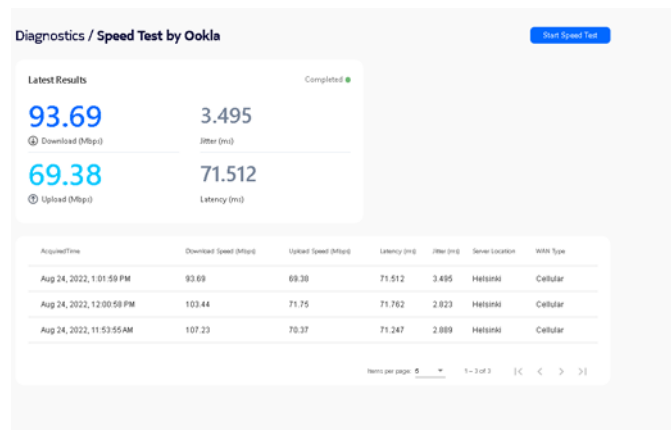 Diagnostics / Speed Test by Ookla
Start Speed Test
Latest Results
Completed
93.69
3.495
Download (Mbps)
Jitter (ms)
69.38
71.512
Upload (Mbps)
Latency (ms)
AcquiredTime Download Speed (Mbps) Upload Speed (Mbps) Latency (ms) Jitter (ms) Server Location WAN Type
Aug 24, 2022, 1:01:59 PM 93.69 69.38 71.512 3.495 Helsinki Cellular
Aug 24, 2022, 12:00:58 PM 103.44 71.75 71.762 2.823 Helsinki Cellular
Aug 24, 2022, 11:53:55 AM 107.23 70.37 71.247 2.889 Helsinki Cellular
Items per page: 6 1 – 3 of 3